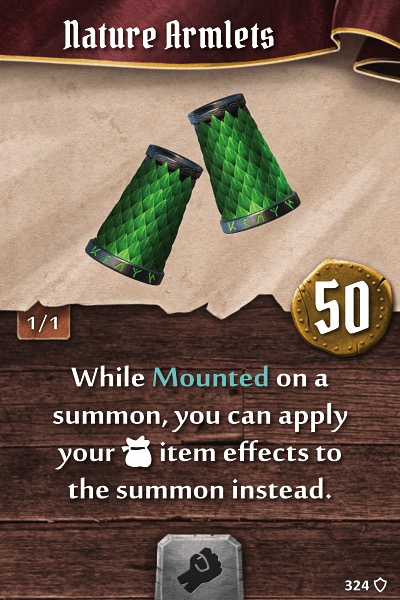 Nature Armlets
50
1/1
While Mounted on a
summon, you can apply
your item effects to
the summon instead.
324